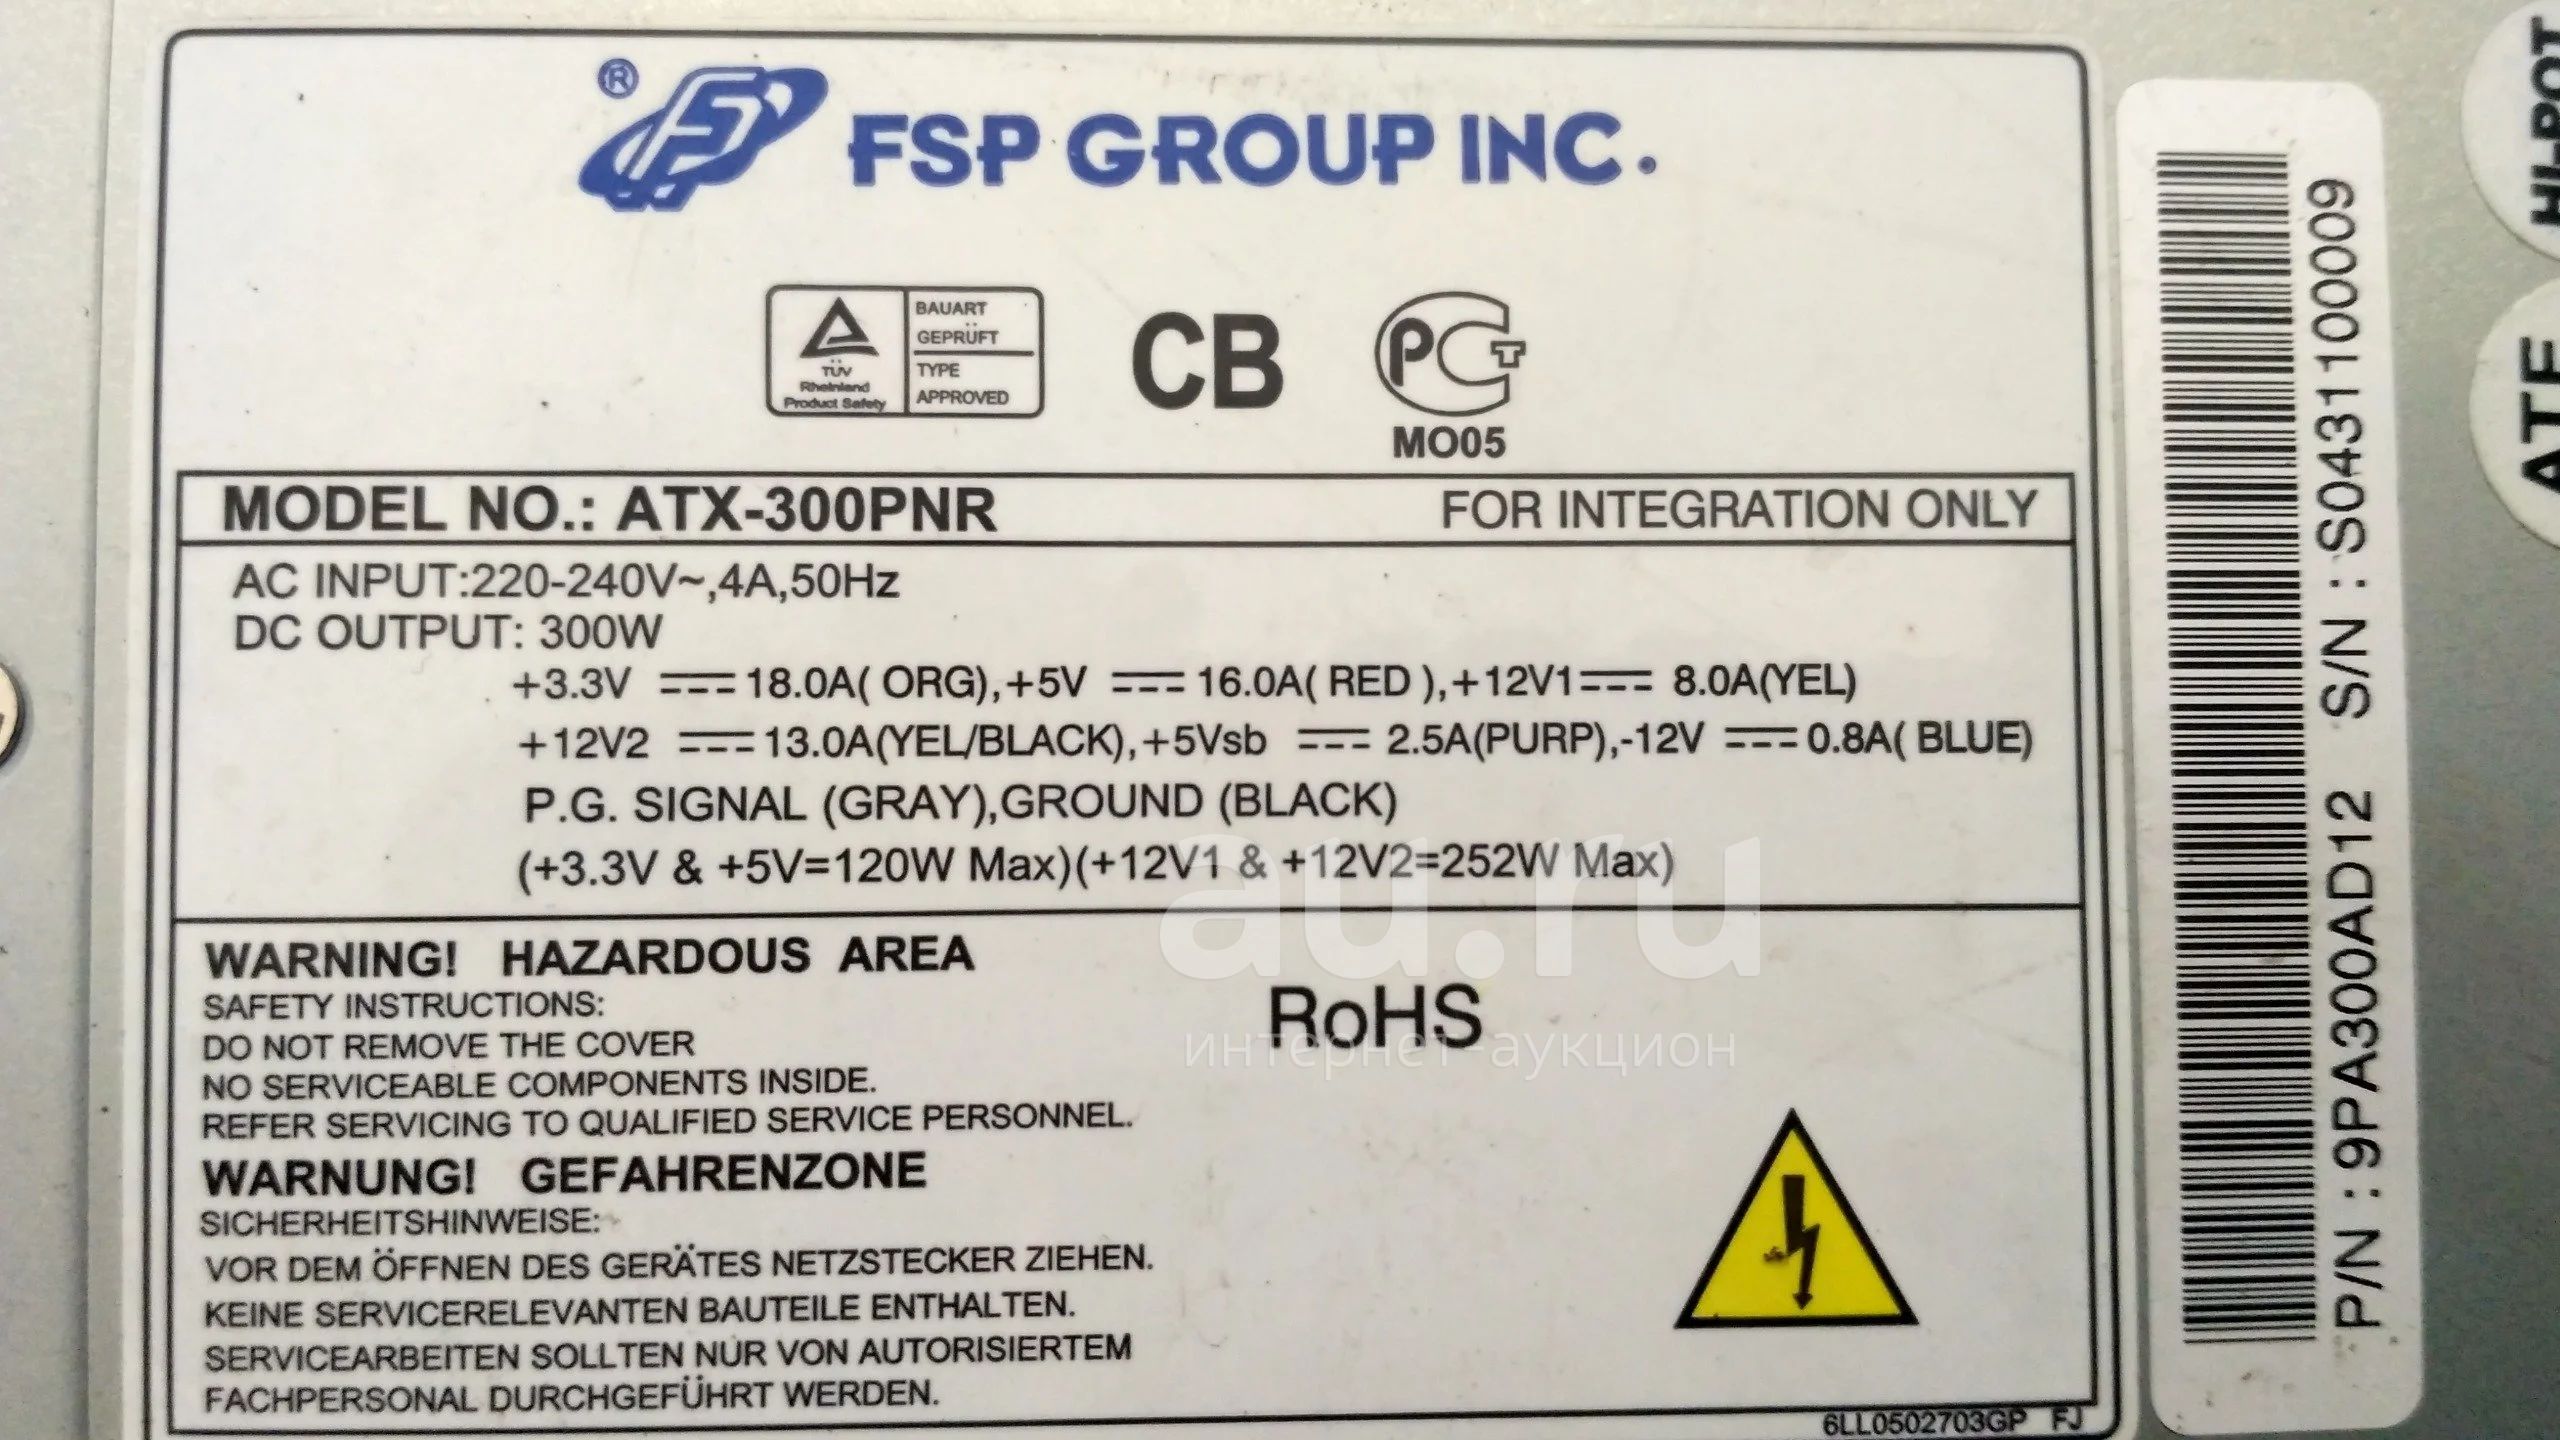 ® FSP GROUP INC.
TÜV
Rheinland
Product Safety
BAUART
GEPRÜFT
TYPE
APPROVED
CB
РСТ
MO05
MODEL NO.: ATX-300PNR FOR INTEGRATION ONLY
AC INPUT:220-240V~,4A,50Hz
DC OUTPUT: 300W
+3.3V ⎓ 18.0A( ORG),+5V ⎓ 16.0A( RED ),+12V1⎓ 8.0A(YEL)
+12V2 ⎓ 13.0A(YEL/BLACK),+5Vsb ⎓ 2.5A(PURP),-12V ⎓ 0.8A( BLUE)
P.G. SIGNAL (GRAY),GROUND (BLACK)
(+3.3V & +5V=120W Max)(+12V1 & +12V2=252W Max)
au.ru
интернет-аукцион
WARNING! HAZARDOUS AREA
SAFETY INSTRUCTIONS:
DO NOT REMOVE THE COVER
NO SERVICEABLE COMPONENTS INSIDE.
REFER SERVICING TO QUALIFIED SERVICE PERSONNEL.
RoHS
WARNUNG! GEFAHRENZONE
SICHERHEITSHINWEISE:
VOR DEM ÖFFNEN DES GERÄTES NETZSTECKER ZIEHEN.
KEINE SERVICERELEVANTEN BAUTEILE ENTHALTEN.
SERVICEARBEITEN SOLLTEN NUR VON AUTORISIERTEM
FACHPERSONAL DURCHGEFÜHRT WERDEN.
6LL0502703GP FJ
P/N : 9PA300AD12 S/N : S0431100009
HI-POT
ATE